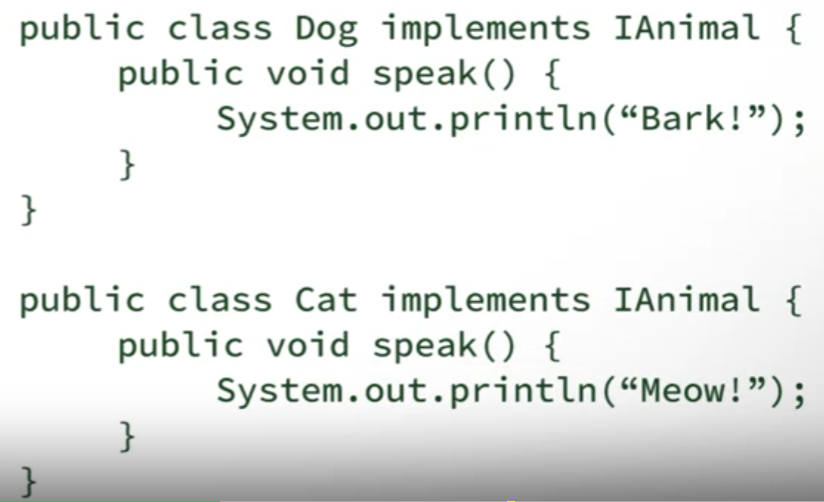 public class Dog implements IAnimal {
public void speak() {
System.out.println(“Bark!”);
}
}
public class Cat implements IAnimal {
public void speak() {
System.out.println(“Meow!”);
}
}